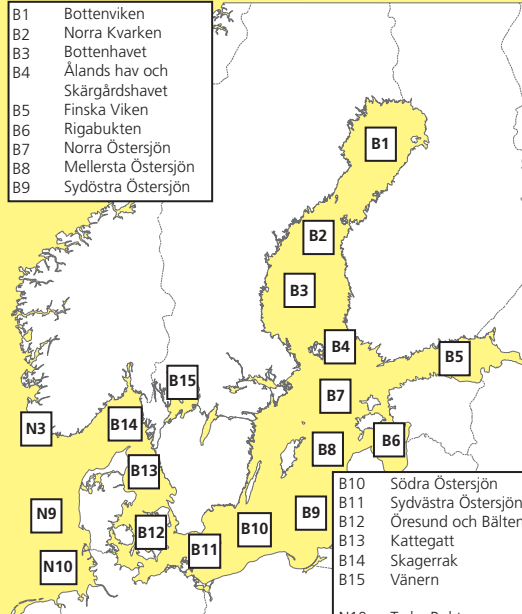 B1 Bottenviken
B2 Norra Kvarken
B3 Bottenhavet
B4 Ålands hav och
Skärgårdshavet
B5 Finska Viken
B6 Rigabukten
B7 Norra Östersjön
B8 Mellersta Östersjön
B9 Sydöstra Östersjön
B1
B2
B3
B4
B5
B15
B7
N3
B14
B6
B8
B13
N9
B9
B12
B10
B11
N10
B10 Södra Östersjön
B11 Sydvästra Östersjön
B12 Öresund och Bälten
B13 Kattegatt
B14 Skagerrak
B15 Vänern